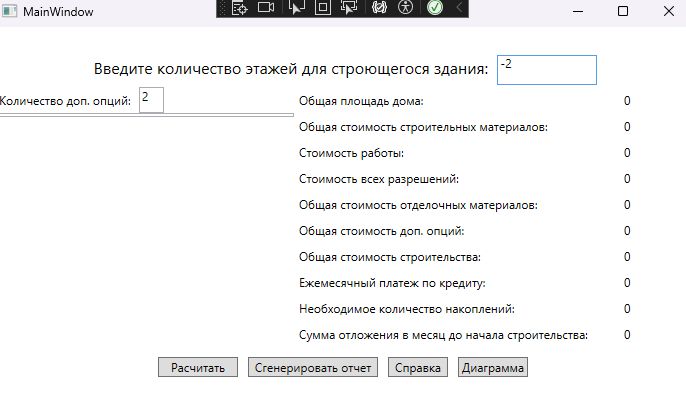 MainWindow
Введите количество этажей для строющегося здания: -2
Количество доп. опций: 2
Общая площадь дома: 0
Общая стоимость строительных материалов: 0
Стоимость работы: 0
Стоимость всех разрешений: 0
Общая стоимость отделочных материалов: 0
Общая стоимость доп. опций: 0
Общая стоимость строительства: 0
Ежемесячный платеж по кредиту: 0
Необходимое количество накоплений: 0
Сумма отложения в месяц до начала строительства: 0
Расчитать Сгенерировать отчет Справка Диаграмма